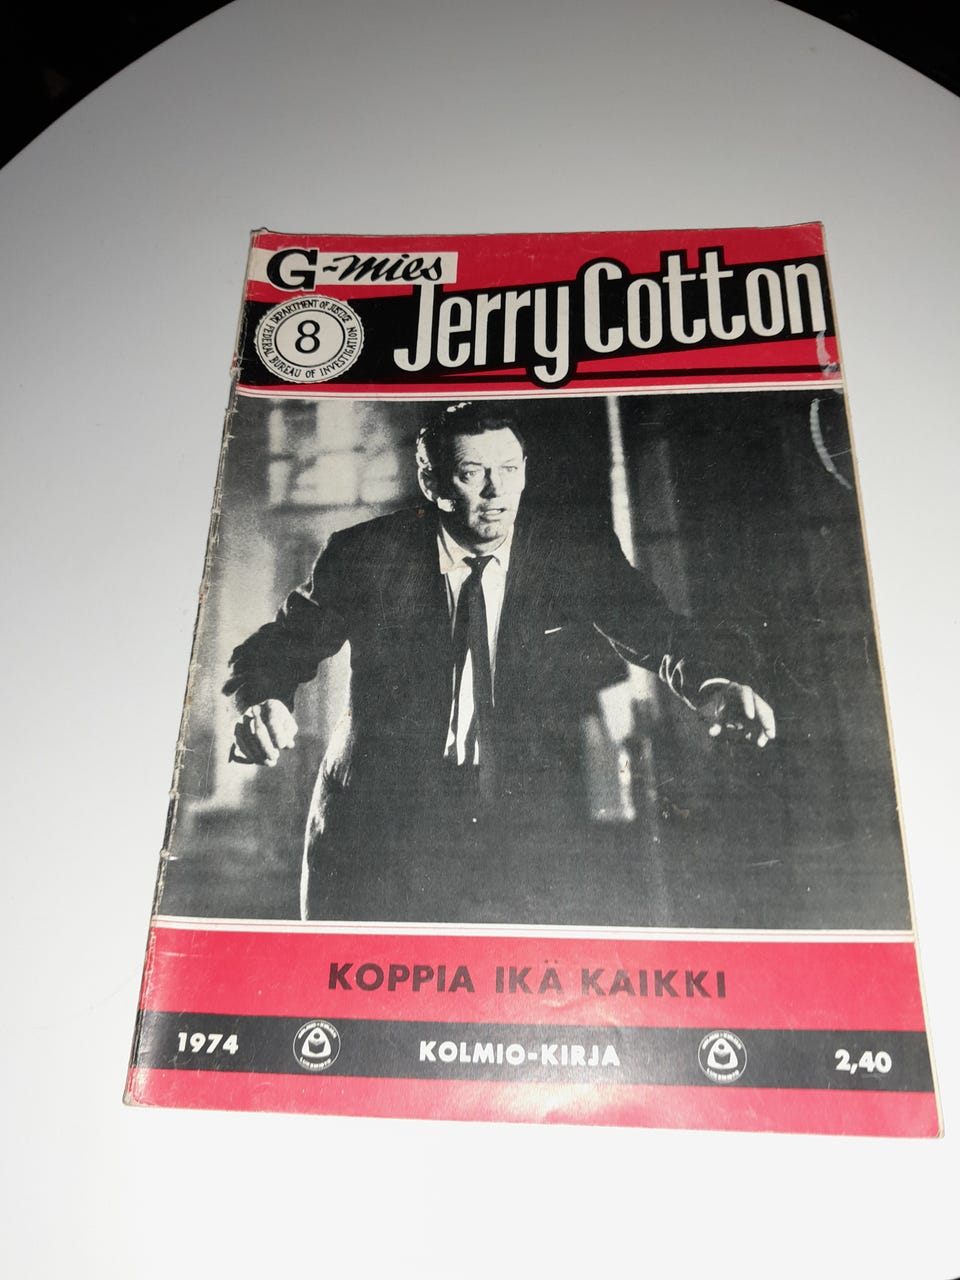 G-mies
Jerry Cotton
DEPARTMENT OF JUSTICE
8
FEDERAL BUREAU OF INVESTIGATION
KOPPIA IKÄ KAIKKI
1974
KOLMIO-KIRJA
2,40